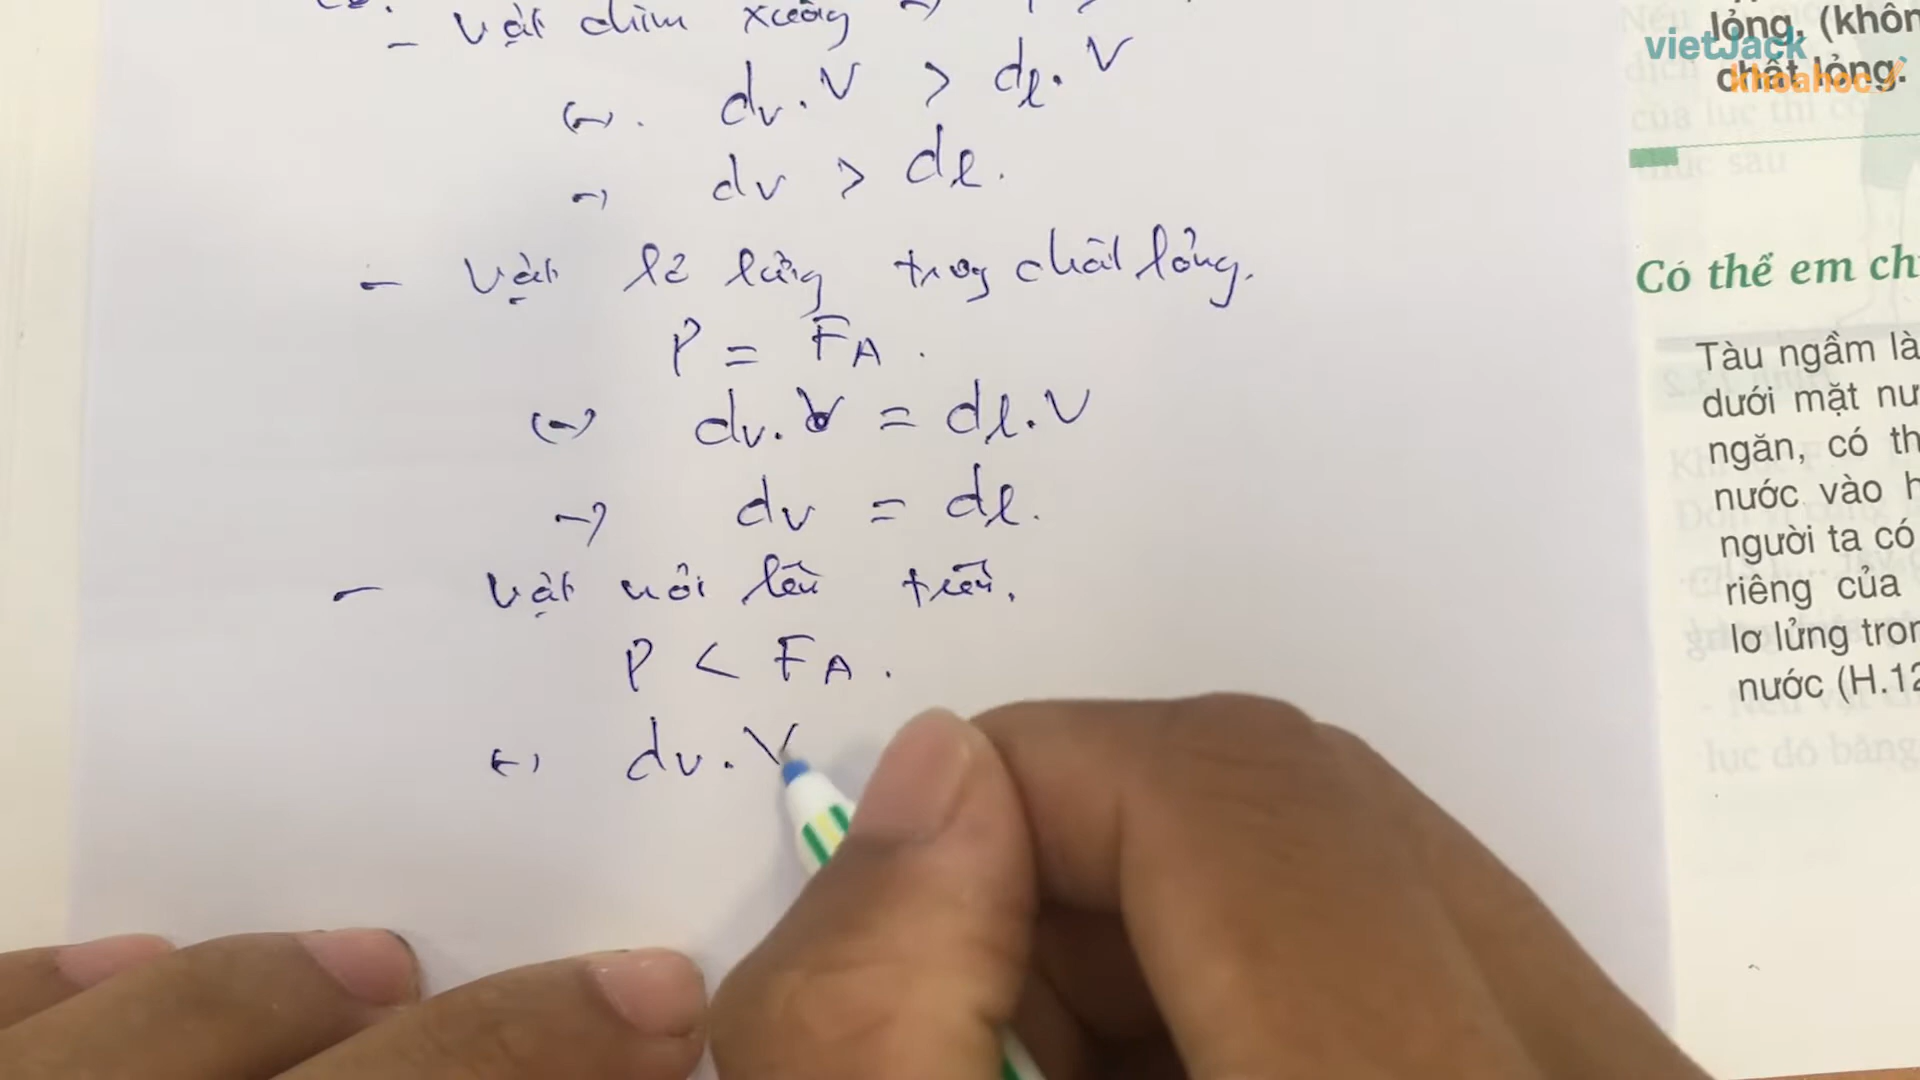 - Vật chìm xuống
(↔). dv.V > dl.V
→ dv > dl.
- Vật lơ lửng trong chất lỏng.
P = FA.
(↔) dv.V = dl.V
→ dv = dl.
- Vật nổi lên trên.
P < FA.
(↔) dv.V
vietJack
khoahoc
lỏng, (khôn
chất lỏng.
Có thể em ch
Tàu ngầm là
dưới mặt nư
ngăn, có th
nước vào h
người ta có
riêng của
lơ lửng tron
nước (H.12